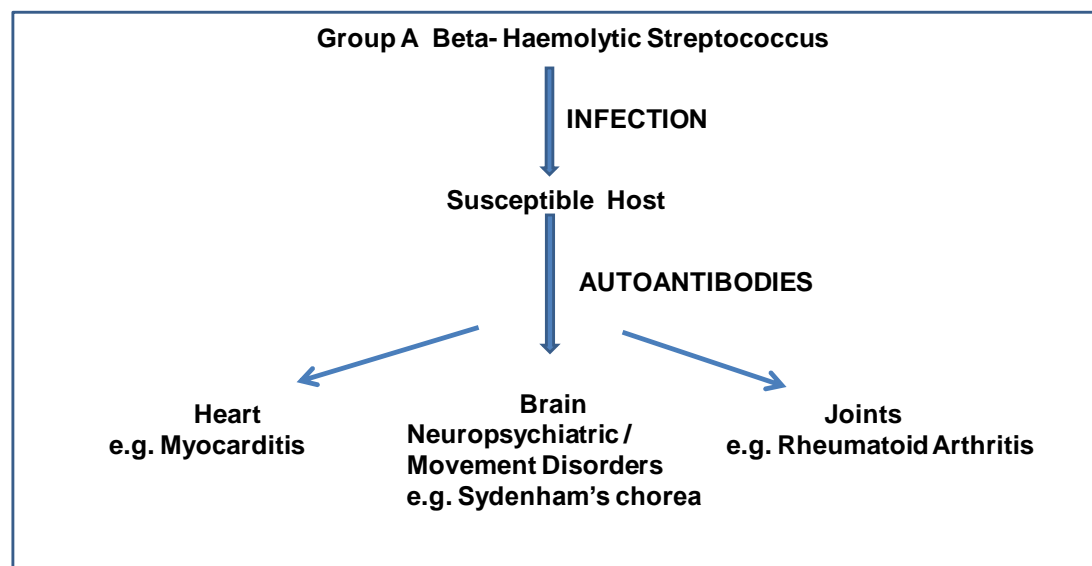 Group A Beta- Haemolytic Streptococcus
INFECTION
Susceptible Host
AUTOANTIBODIES
Heart
e.g. Myocarditis
Brain
Neuropsychiatric /
Movement Disorders
e.g. Sydenham's chorea
Joints
e.g. Rheumatoid Arthritis